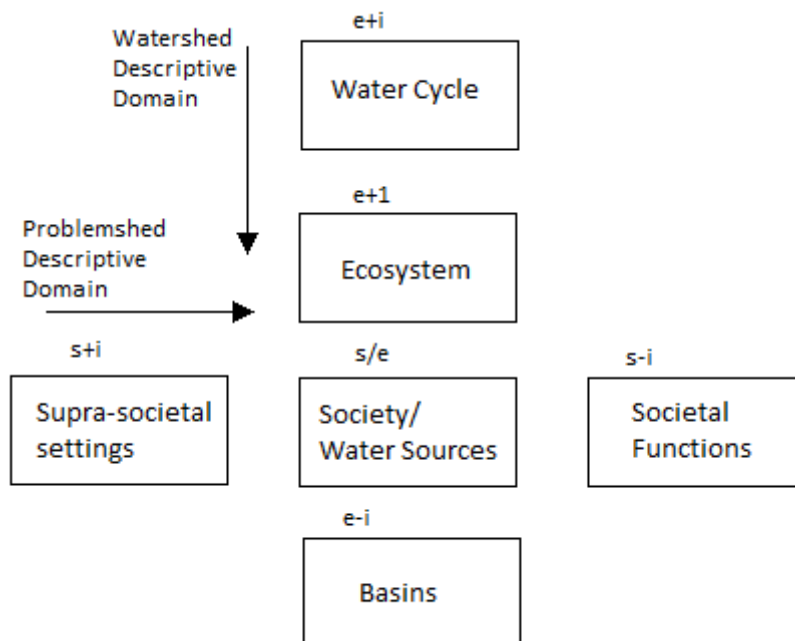 e+i
Watershed
Descriptive
Domain
Water Cycle
e+1
Problemshed
Descriptive
Domain
Ecosystem
s+i
s/e
s-i
Supra-societal
settings
Society/
Water Sources
Societal
Functions
e-i
Basins